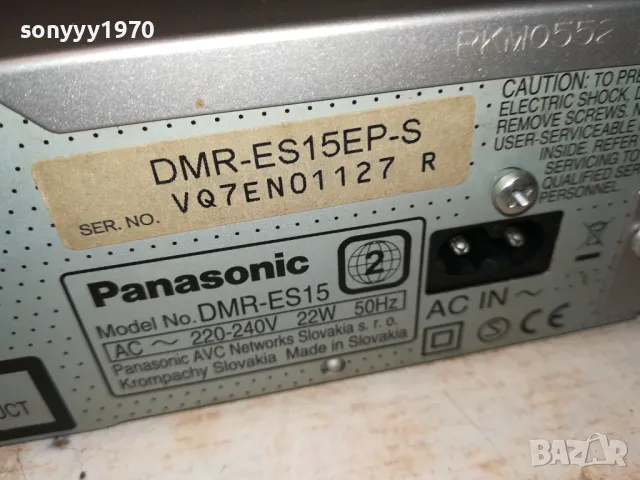 sonyyy1970
RKM0552
CAUTION: TO PRE
ELECTRIC SHOCK, D
REMOVE SCREWS. N
USER-SERVICEABLE
INSIDE. REFER
SERVICING TO
QUALIFIED SER
PERSONNEL.
DMR-ES15EP-S
SER. NO. VQ7EN01127 R
Panasonic
2
Model No. DMR-ES15
AC ~ 220-240V 22W 50Hz
Panasonic AVC Networks Slovakia s. r. o.
Krompachy Slovakia Made in Slovakia
AC IN ~
CE
UCT
BAZAR
bg